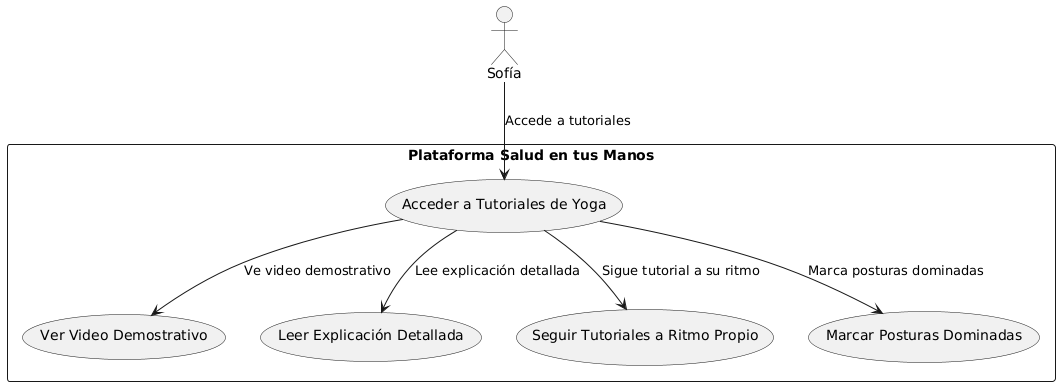 Sofía
Accede a tutoriales
Plataforma Salud en tus Manos
Acceder a Tutoriales de Yoga
Ve video demostrativo
Lee explicación detallada
Sigue tutorial a su ritmo
Marca posturas dominadas
Ver Video Demostrativo
Leer Explicación Detallada
Seguir Tutoriales a Ritmo Propio
Marcar Posturas Dominadas